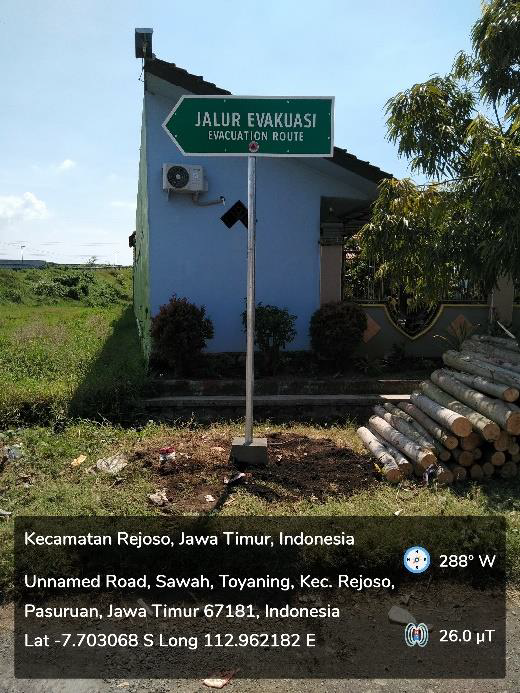 JALUR EVAKUASI
EVACUATION ROUTE
Kecamatan Rejoso, Jawa Timur, Indonesia
288° W
Unnamed Road, Sawah, Toyaning, Kec. Rejoso,
Pasuruan, Jawa Timur 67181, Indonesia
Lat -7.703068 S Long 112.962182 E
26.0 µT